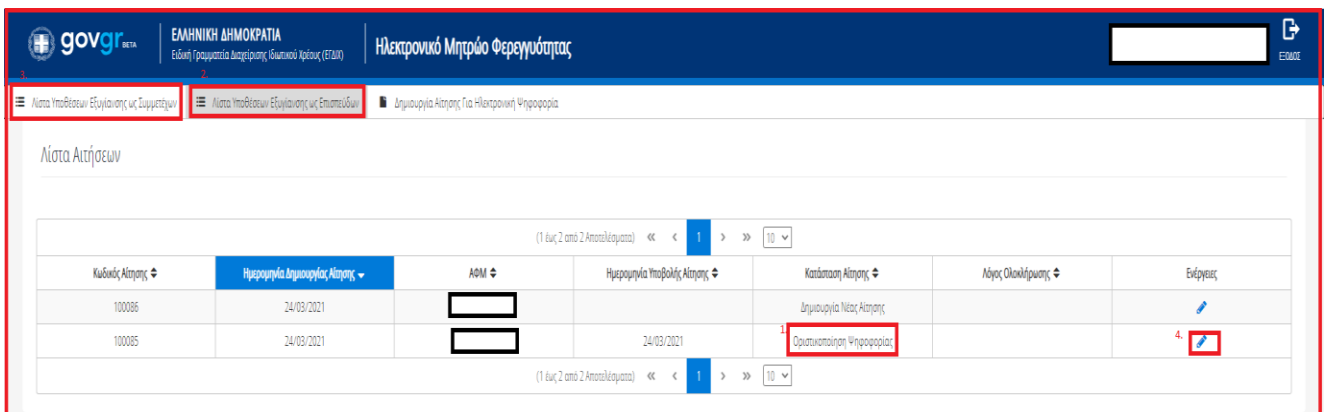 govgr BETA
ΕΛΛΗΝΙΚΗ ΔΗΜΟΚΡΑΤΙΑ
Ειδική Γραμματεία Διαχείρισης Ιδιωτικού Χρέους (ΕΓΔΙΧ)
Ηλεκτρονικό Μητρώο Φερεγγυότητας
ΕΞΟΔΟΣ
3. 2.
Λίστα Υποθέσεων Εξυγίανσης ως Συμμετέχων Λίστα Υποθέσεων Εξυγίανσης ως Επισπεύδων Δημιουργία Αίτησης Για Ηλεκτρονική Ψηφοφορία
Λίστα Αιτήσεων
(1 έως 2 από 2 Αποτελέσματα) 1 10
Κωδικός Αίτησης Ημερομηνία Δημιουργίας Αίτησης ΑΦΜ Ημερομηνία Υποβολής Αίτησης Κατάσταση Αίτησης Λόγος Ολοκλήρωσης Ενέργειες
100086 24/03/2021 Δημιουργία Νέας Αίτησης
100085 24/03/2021 24/03/2021 1. Οριστικοποίηση Ψηφοφορίας 4.
(1 έως 2 από 2 Αποτελέσματα) 1 10